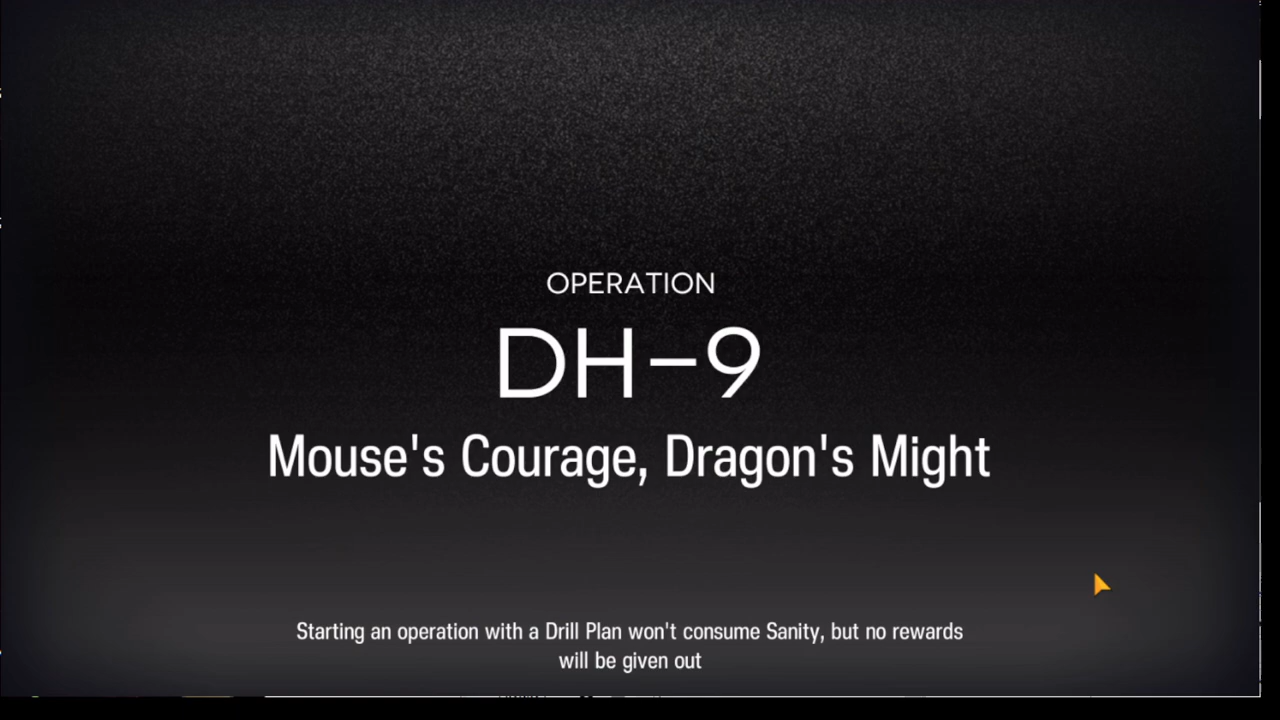 OPERATION
DH-9
Mouse's Courage, Dragon's Might
Starting an operation with a Drill Plan won't consume Sanity, but no rewards
will be given out